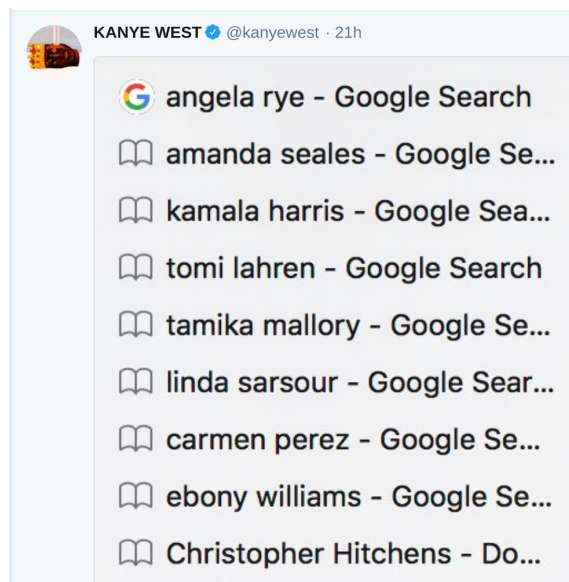 KANYE WEST @kanyewest · 21h
angela rye - Google Search
amanda seales - Google Se...
kamala harris - Google Sea...
tomi lahren - Google Search
tamika mallory - Google Se...
linda sarsour - Google Sear...
carmen perez - Google Se...
ebony williams - Google Se...
Christopher Hitchens - Do...